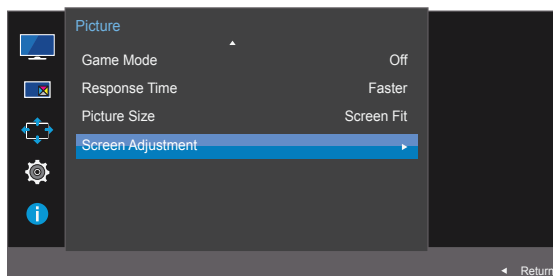 Picture
Game Mode Off
Response Time Faster
Picture Size Screen Fit
Screen Adjustment
Return